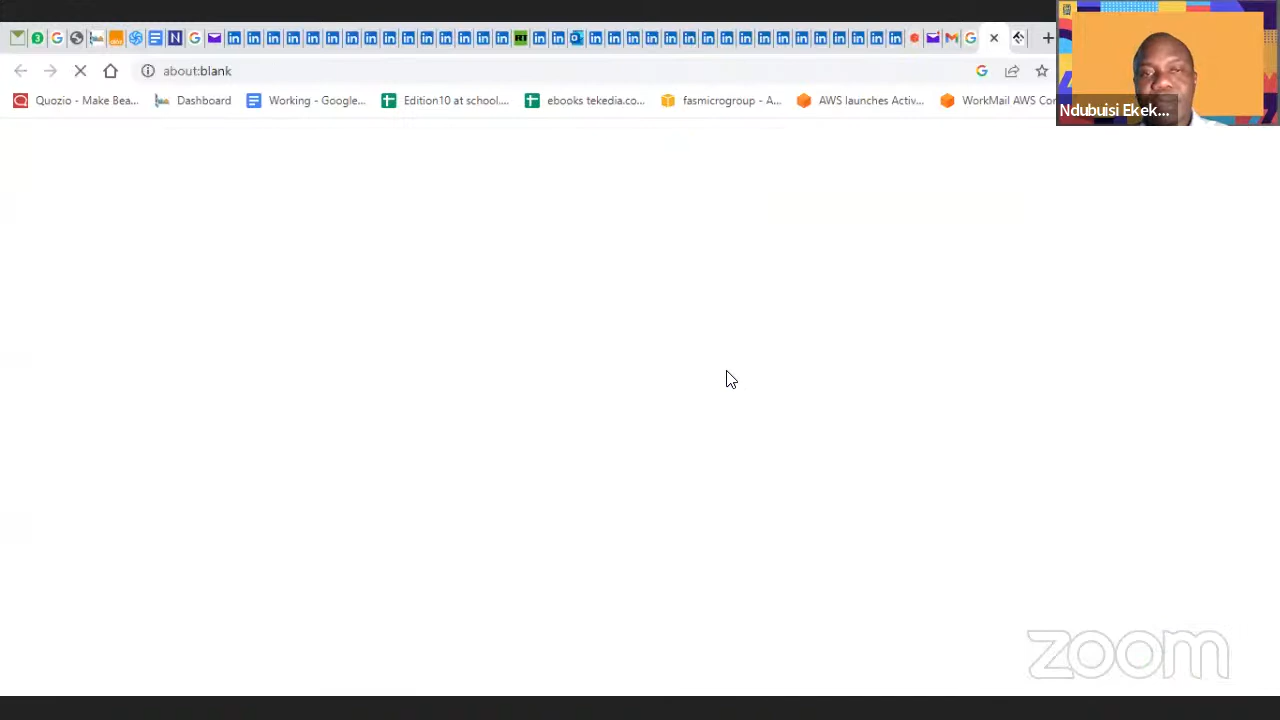 about:blank
Quozio - Make Bea...
Dashboard
Working - Google...
Edition10 at school....
ebooks tekedia.co...
fasmicrogroup - A...
AWS launches Activ...
WorkMail AWS Con
Ndubuisi Ekek...
zoom